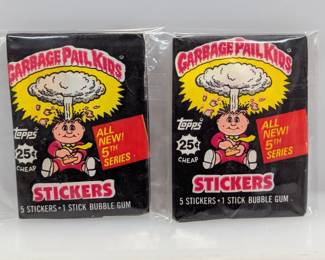 GARBAGE PAIL KIDS
Topps
25¢
CHEAP
ALL
NEW!
5TH
SERIES
STICKERS
5 STICKERS • 1 STICK BUBBLE GUM
GARBAGE PAIL KIDS
Topps
25¢
CHEAP
ALL
NEW!
5TH
SERIES
STICKERS
5 STICKERS • 1 STICK BUBBLE GUM